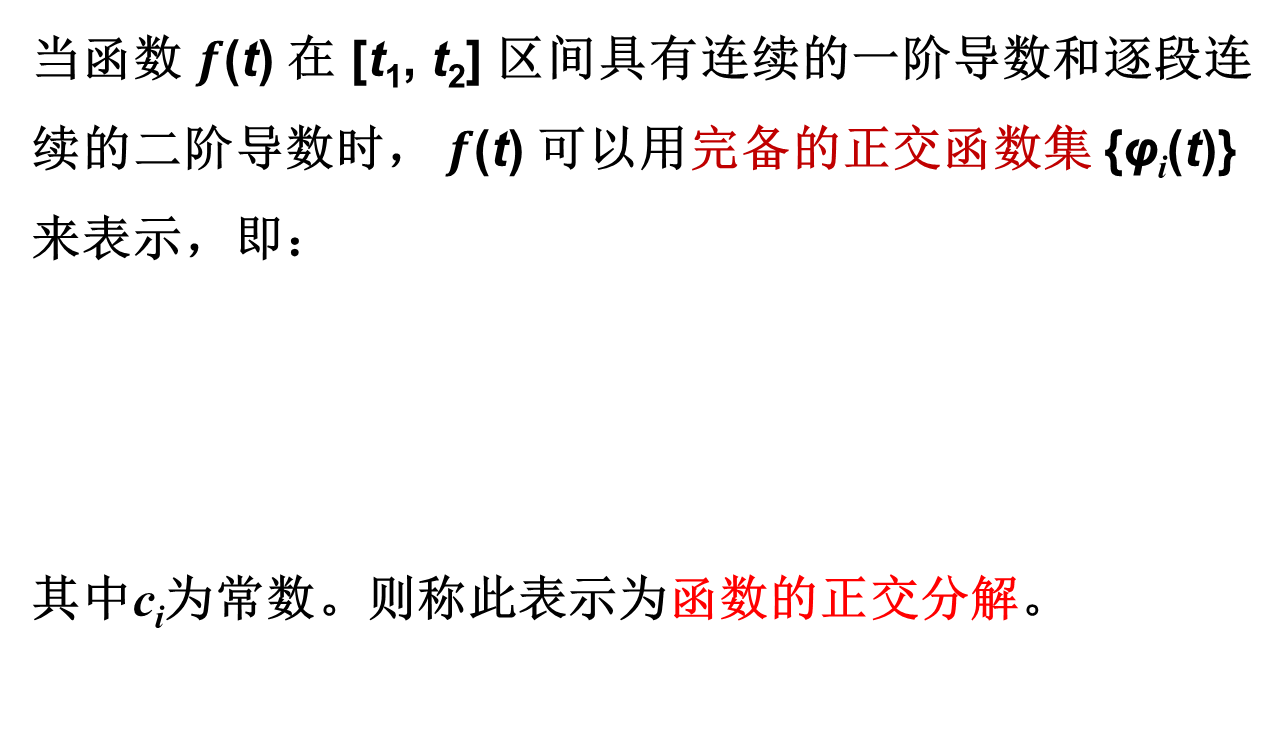 当函数 f(t) 在 [t₁, t₂] 区间具有连续的一阶导数和逐段连
续的二阶导数时， f(t) 可以用完备的正交函数集 {φᵢ(t)}
来表示，即：
其中cᵢ为常数。则称此表示为函数的正交分解。